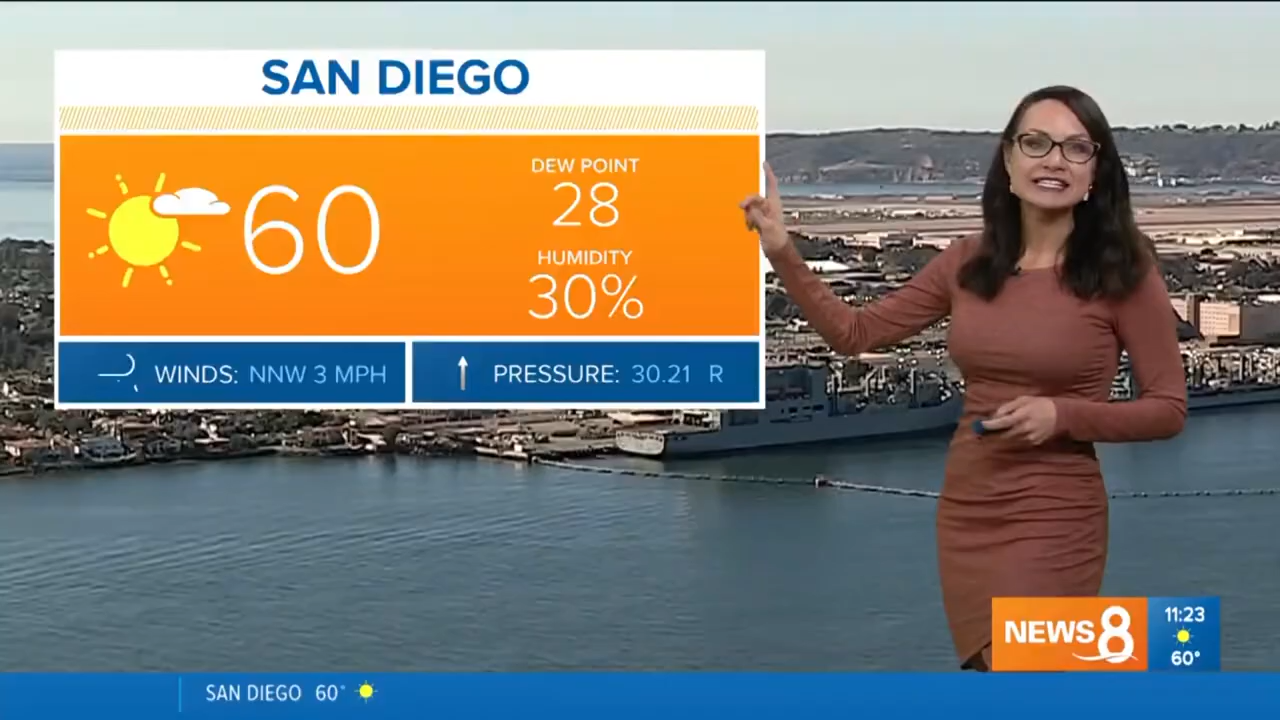 SAN DIEGO
60
DEW POINT
28
HUMIDITY
30%
WINDS: NNW 3 MPH
PRESSURE: 30.21 R
NEWS 8
11:23
60°
SAN DIEGO 60°